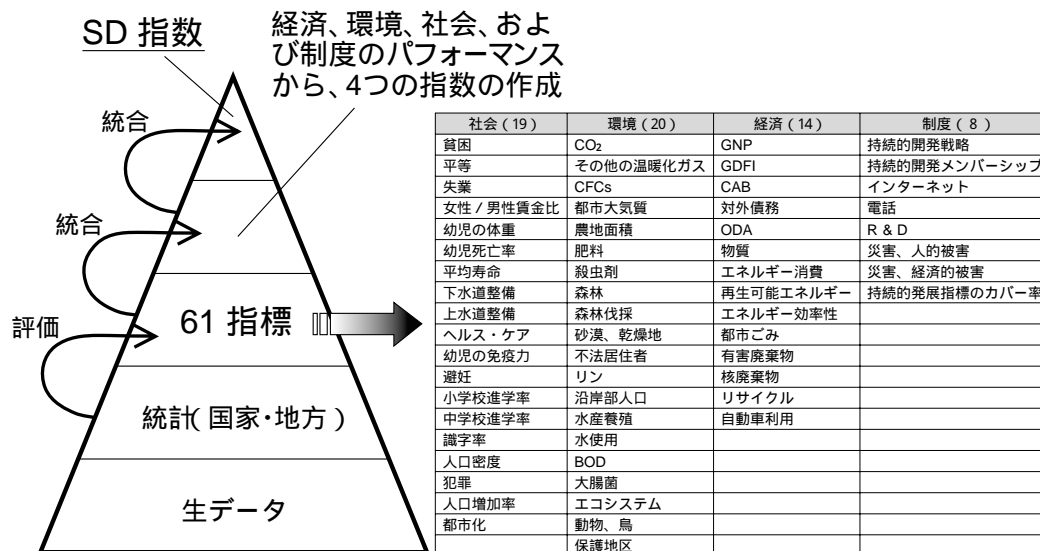 SD 指数
経済、環境、社会、およ
び制度のパフォーマンス
から、4つの指数の作成
統合
統合
評価
61 指標
統計(国家・地方)
生データ
社会(19) 環境(20) 経済(14) 制度(8)
貧困 CO₂ GNP 持続的開発戦略
平等 その他の温暖化ガス GDFI 持続的開発メンバーシップ
失業 CFCs CAB インターネット
女性/男性賃金比 都市大気質 対外債務 電話
幼児の体重 農地面積 ODA R & D
幼児死亡率 肥料 物質 災害、人的被害
平均寿命 殺虫剤 エネルギー消費 災害、経済的被害
下水道整備 森林 再生可能エネルギー 持続的発展指標のカバー率
上水道整備 森林伐採 エネルギー効率性
ヘルス・ケア 砂漠、乾燥地 都市ごみ
幼児の免疫力 不法居住者 有害廃棄物
避妊 リン 核廃棄物
小学校進学率 沿岸部人口 リサイクル
中学校進学率 水産養殖 自動車利用
識字率 水使用
人口密度 BOD
犯罪 大腸菌
人口増加率 エコシステム
都市化 動物、鳥
保護地区